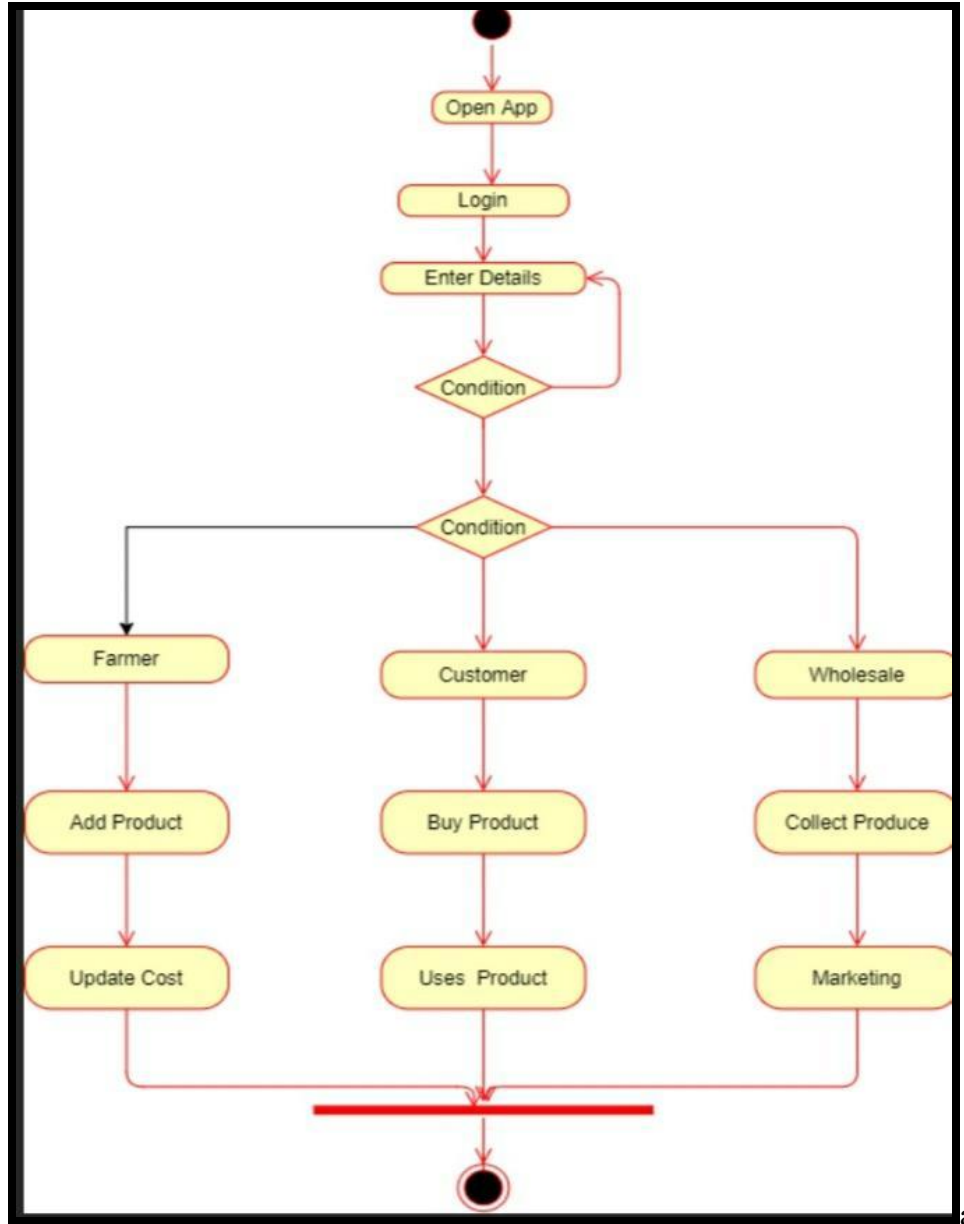 Open App
Login
Enter Details
Condition
Condition
Farmer
Customer
Wholesale
Add Product
Buy Product
Collect Produce
Update Cost
Uses Product
Marketing